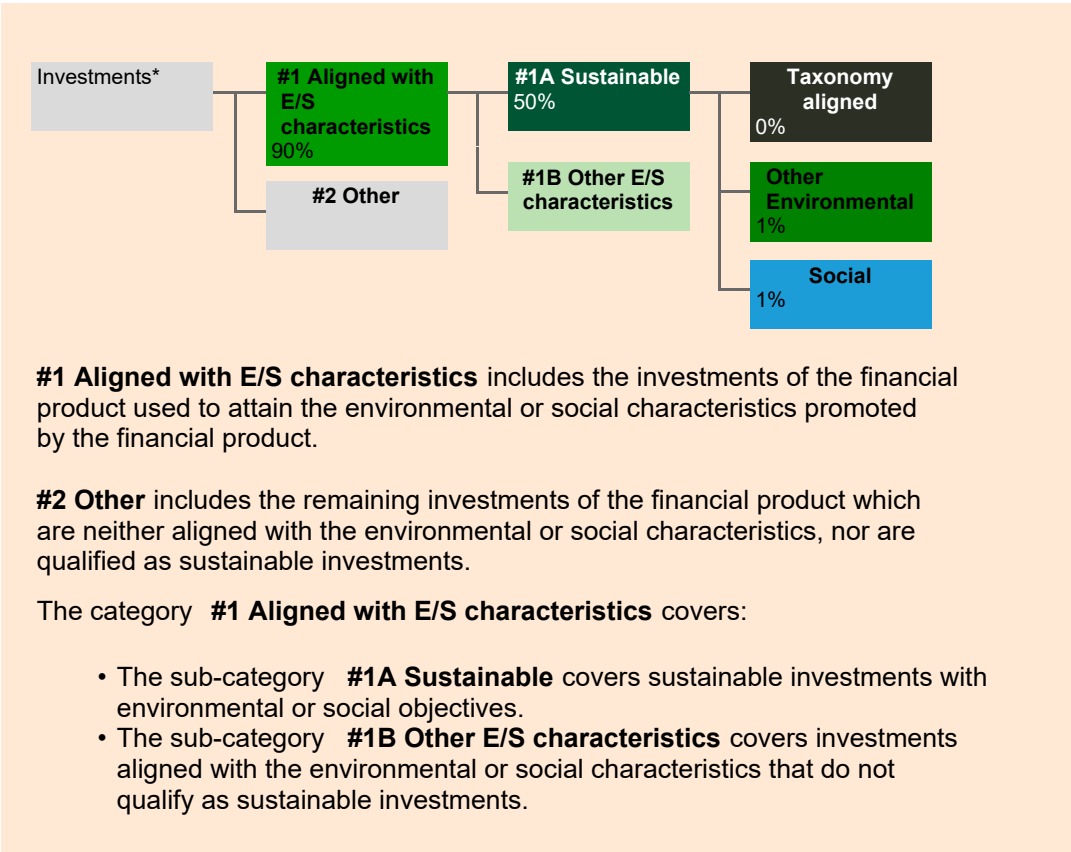 Investments*
#1 Aligned with
E/S
characteristics
90%
#2 Other
#1A Sustainable
50%
#1B Other E/S
characteristics
Taxonomy
aligned
0%
Other
Environmental
1%
Social
1%
#1 Aligned with E/S characteristics includes the investments of the financial
product used to attain the environmental or social characteristics promoted
by the financial product.
#2 Other includes the remaining investments of the financial product which
are neither aligned with the environmental or social characteristics, nor are
qualified as sustainable investments.
The category #1 Aligned with E/S characteristics covers:
• The sub-category #1A Sustainable covers sustainable investments with
environmental or social objectives.
• The sub-category #1B Other E/S characteristics covers investments
aligned with the environmental or social characteristics that do not
qualify as sustainable investments.